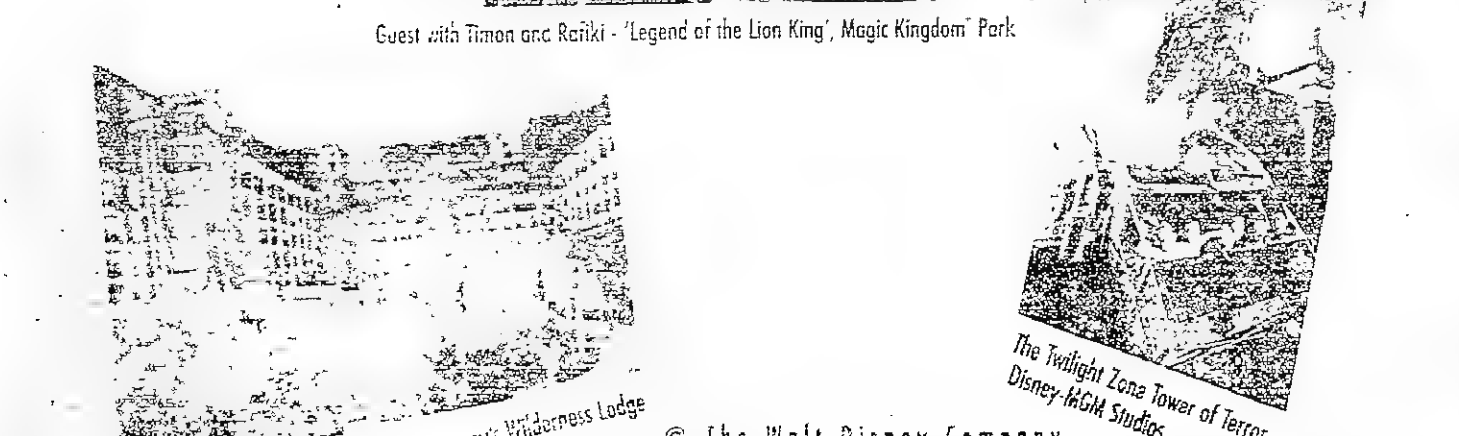 Guest with Timon and Rafiki - 'Legend of the Lion King', Magic Kingdom Park
The Twilight Zone Tower of Terror
Disney-MGM Studios
Wilderness Lodge
© The Walt Disney Company